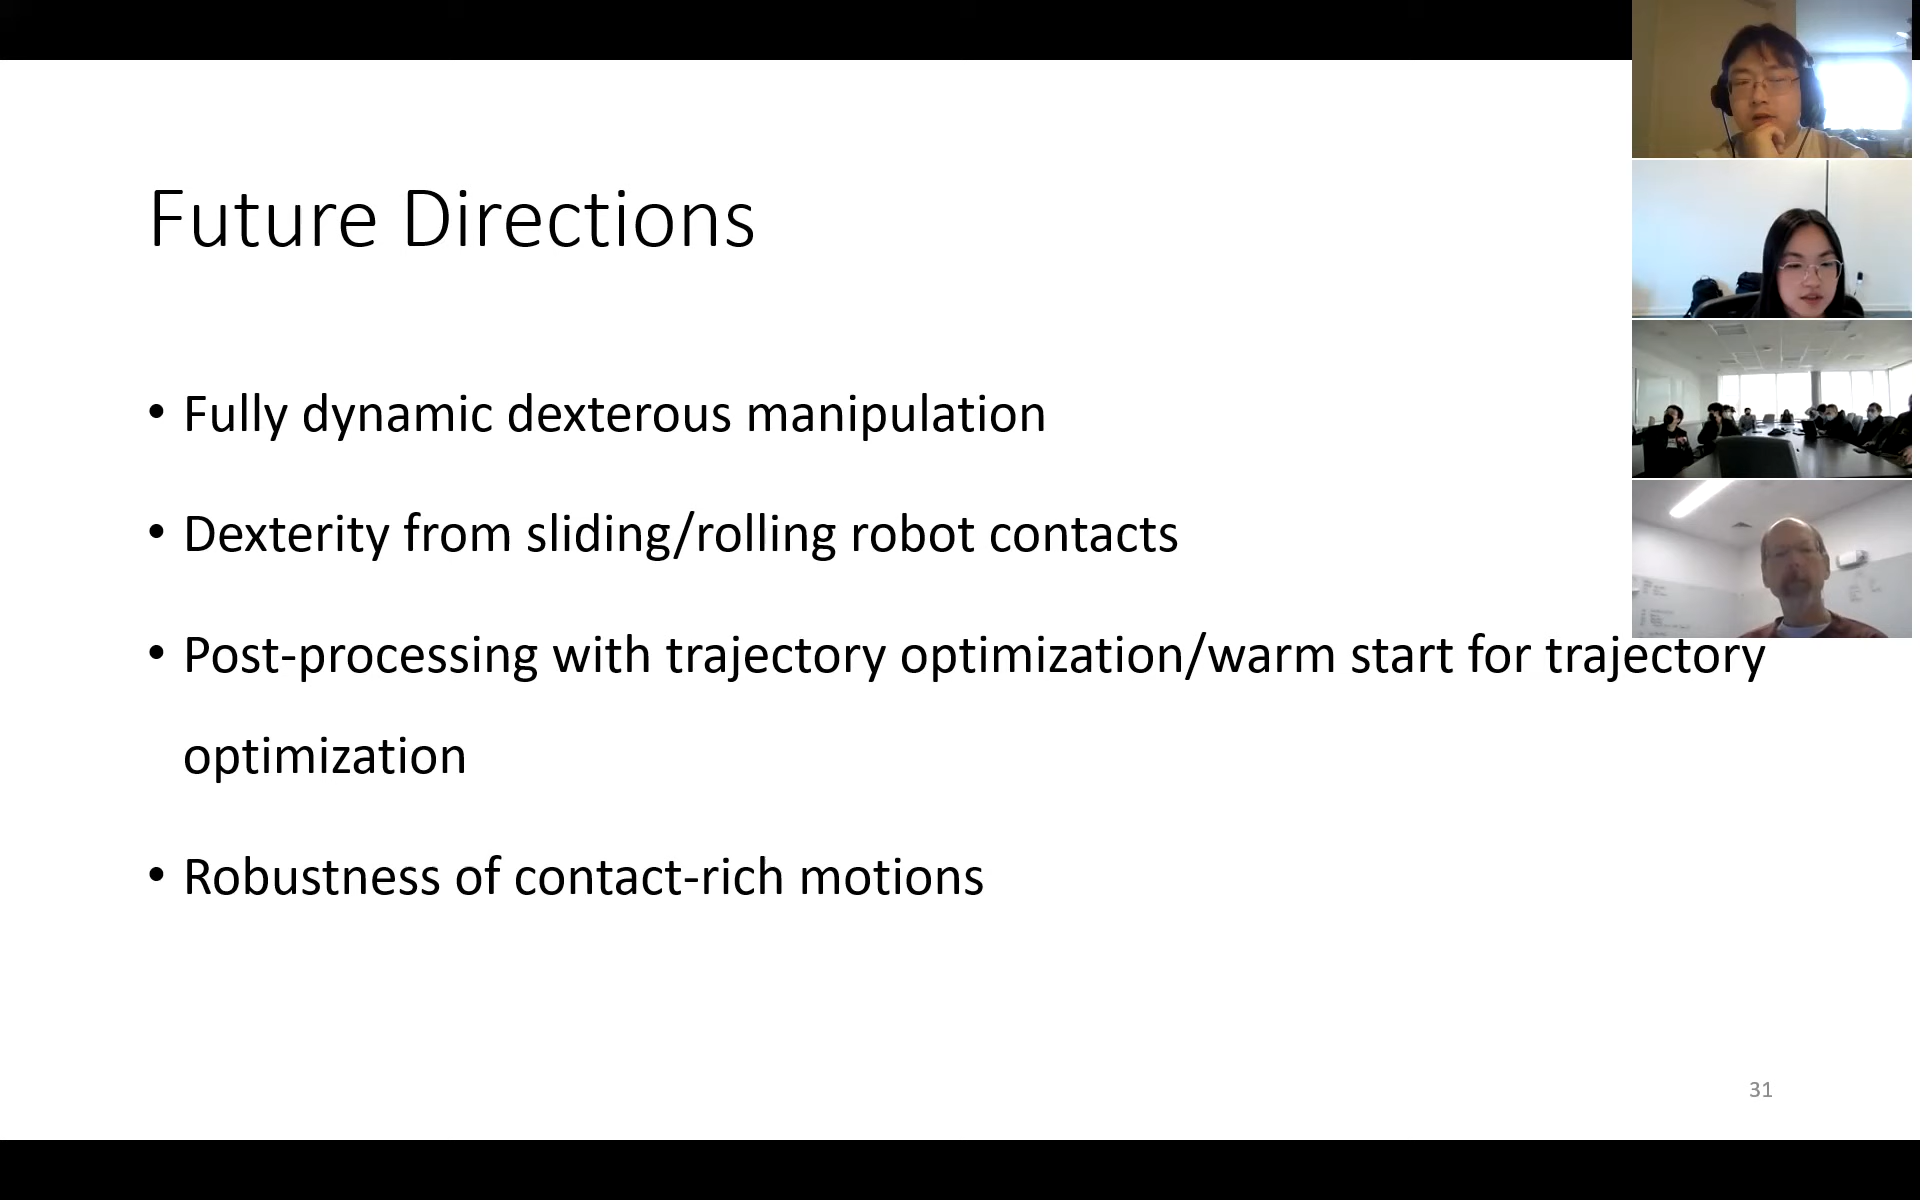 Future Directions
• Fully dynamic dexterous manipulation
• Dexterity from sliding/rolling robot contacts
• Post-processing with trajectory optimization/warm start for trajectory
optimization
• Robustness of contact-rich motions
31